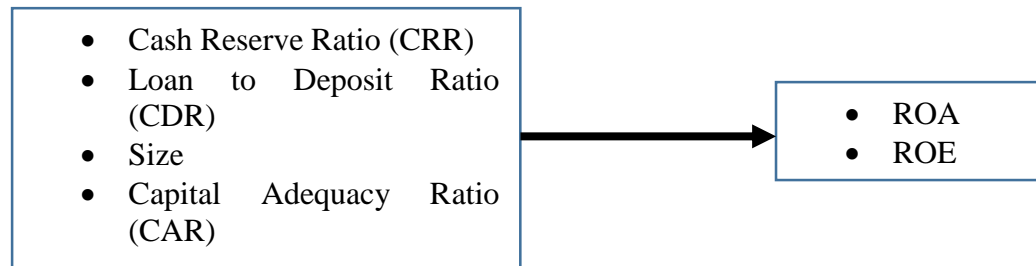 • Cash Reserve Ratio (CRR)
• Loan to Deposit Ratio
(CDR)
• Size
• Capital Adequacy Ratio
(CAR)
• ROA
• ROE